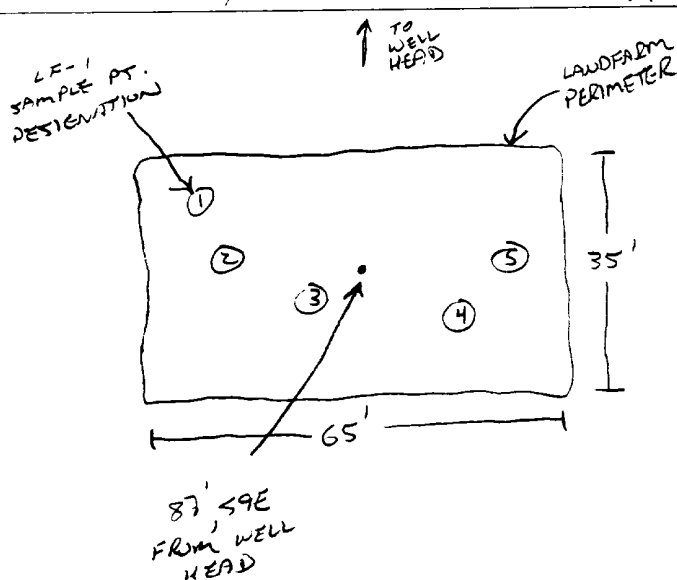 TO
WELL
HEAD
LF-1
SAMPLE PT.
DESIGNATION
LANDFARM
PERIMETER
1
2
5
35'
3
4
65'
87'
FROM WELL
HEAD